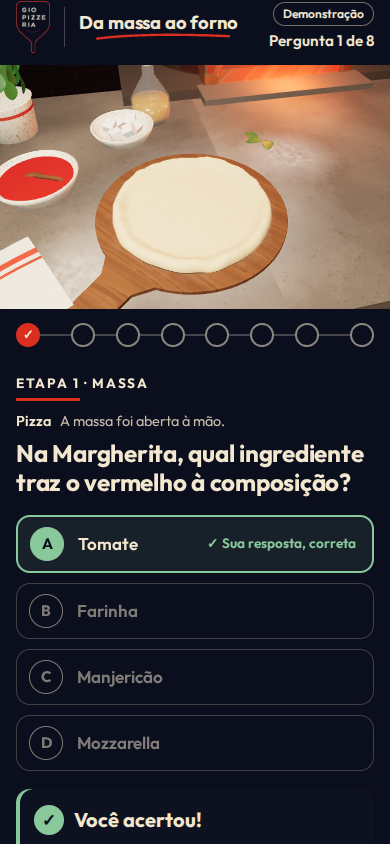 GIO
PIZZE
RIA
Da massa ao forno
Demonstração
Pergunta 1 de 8
✓
ETAPA 1 · MASSA
Pizza A massa foi aberta à mão.
Na Margherita, qual ingrediente
traz o vermelho à composição?
A Tomate ✓ Sua resposta, correta
B Farinha
C Manjericão
D Mozzarella
✓ Você acertou!